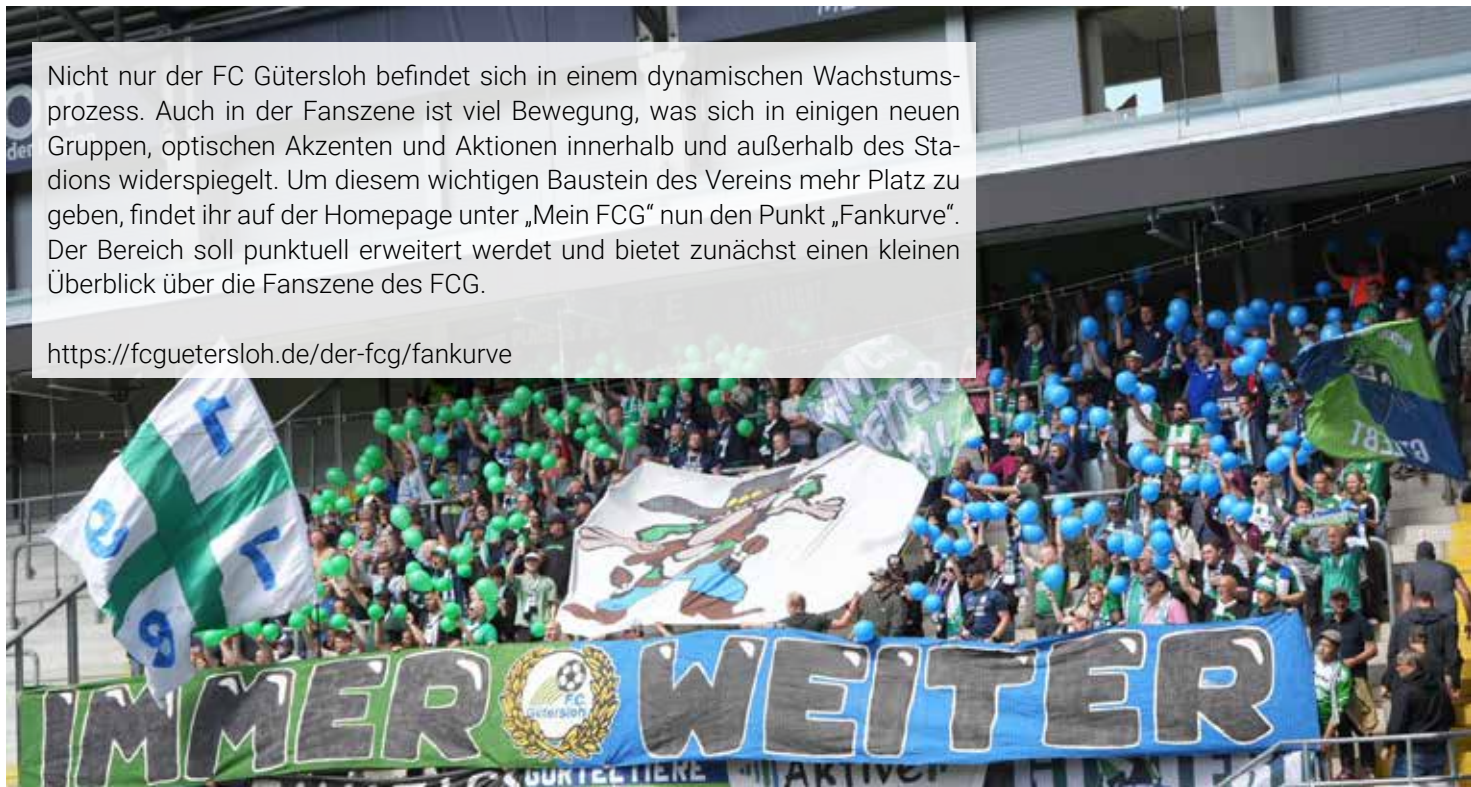 Nicht nur der FC Gütersloh befindet sich in einem dynamischen Wachstums-
prozess. Auch in der Fanszene ist viel Bewegung, was sich in einigen neuen
Gruppen, optischen Akzenten und Aktionen innerhalb und außerhalb des Sta-
dions widerspiegelt. Um diesem wichtigen Baustein des Vereins mehr Platz zu
geben, findet ihr auf der Homepage unter „Mein FCG“ nun den Punkt „Fankurve“.
Der Bereich soll punktuell erweitert werdet und bietet zunächst einen kleinen
Überblick über die Fanszene des FCG.
https://fcguetersloh.de/der-fcg/fankurve
IMMER WEITER
F.C.
Gütersloh
GÜRTELTIERE